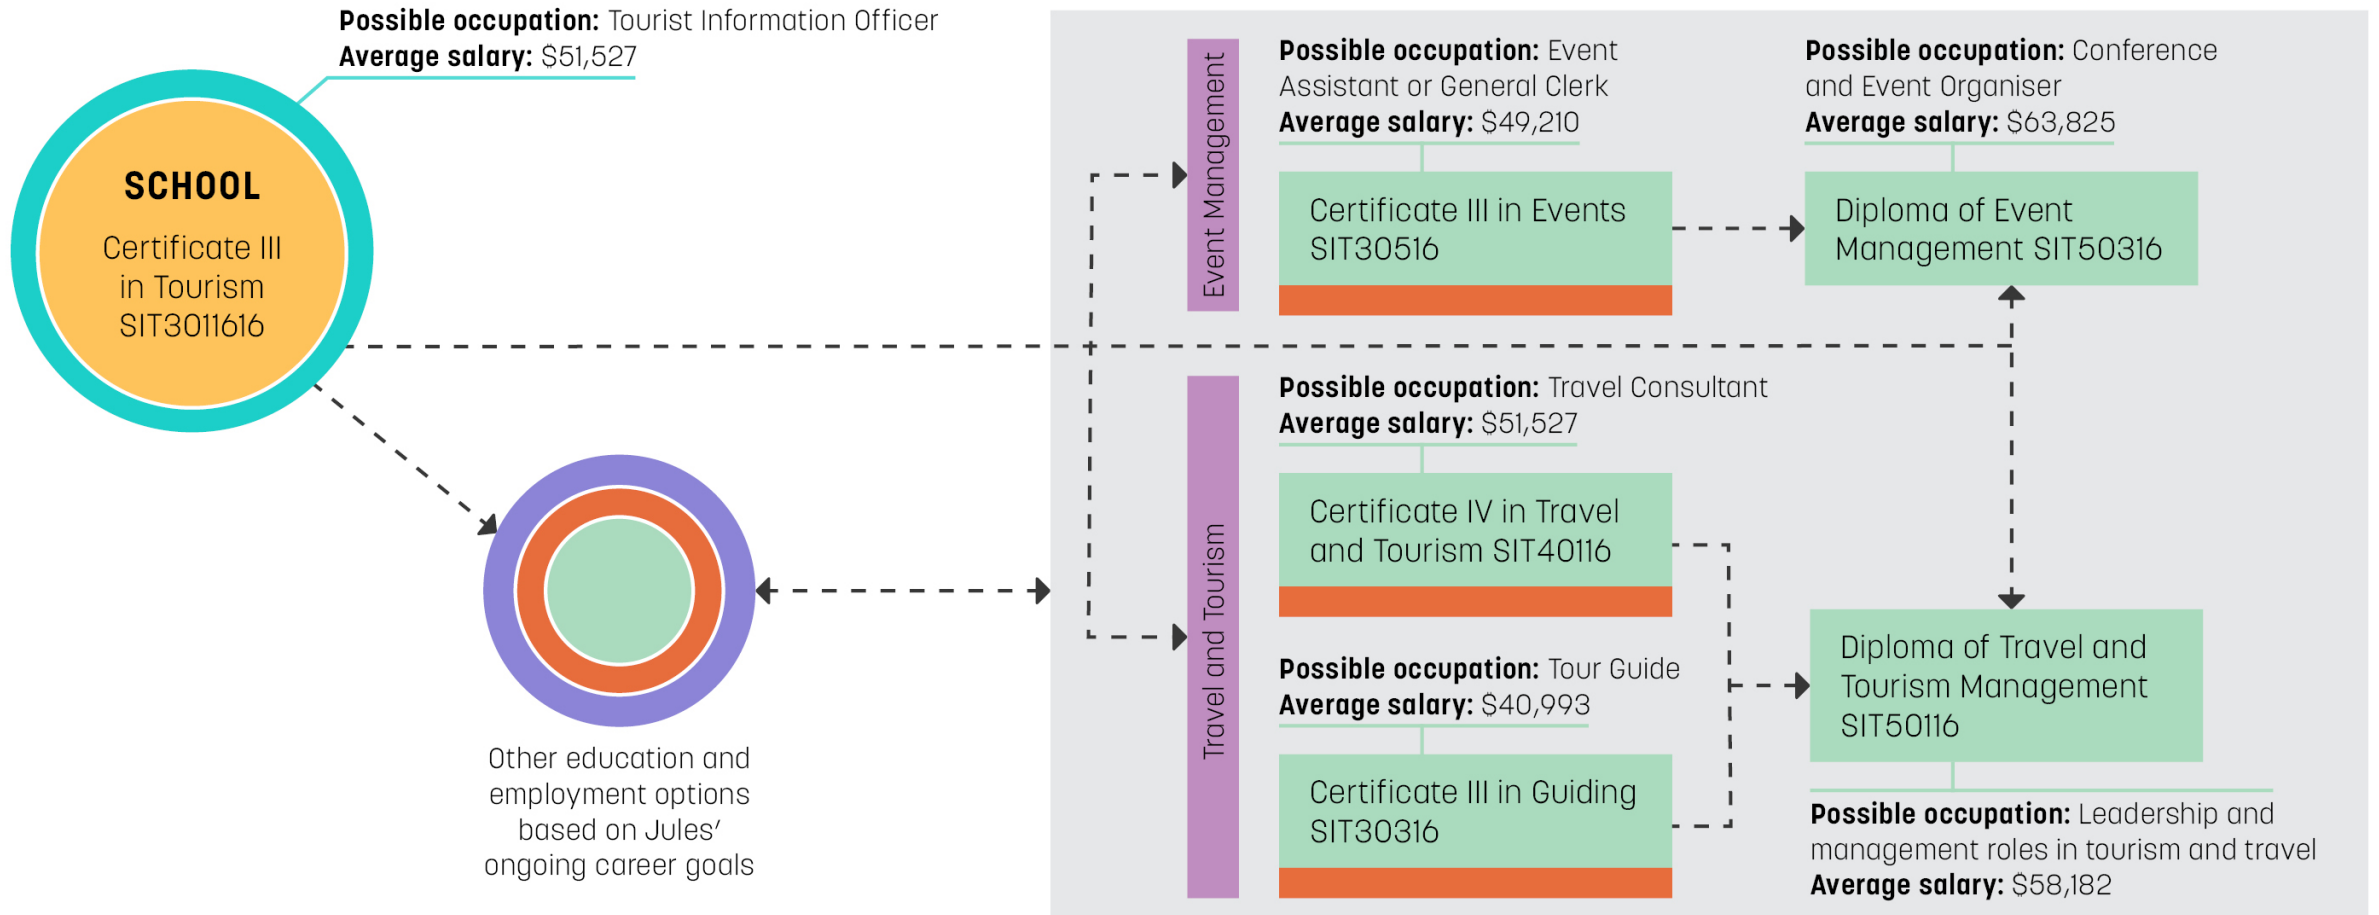 Possible occupation: Tourist Information Officer
Average salary: $51,527
SCHOOL
Certificate III
in Tourism
SIT3011616
Other education and
employment options
based on Jules’
ongoing career goals
Event Management
Possible occupation: Event
Assistant or General Clerk
Average salary: $49,210
Certificate III in Events
SIT30516
Possible occupation: Conference
and Event Organiser
Average salary: $63,825
Diploma of Event
Management SIT50316
Travel and Tourism
Possible occupation: Travel Consultant
Average salary: $51,527
Certificate IV in Travel
and Tourism SIT40116
Possible occupation: Tour Guide
Average salary: $40,993
Certificate III in Guiding
SIT30316
Diploma of Travel and
Tourism Management
SIT50116
Possible occupation: Leadership and
management roles in tourism and travel
Average salary: $58,182